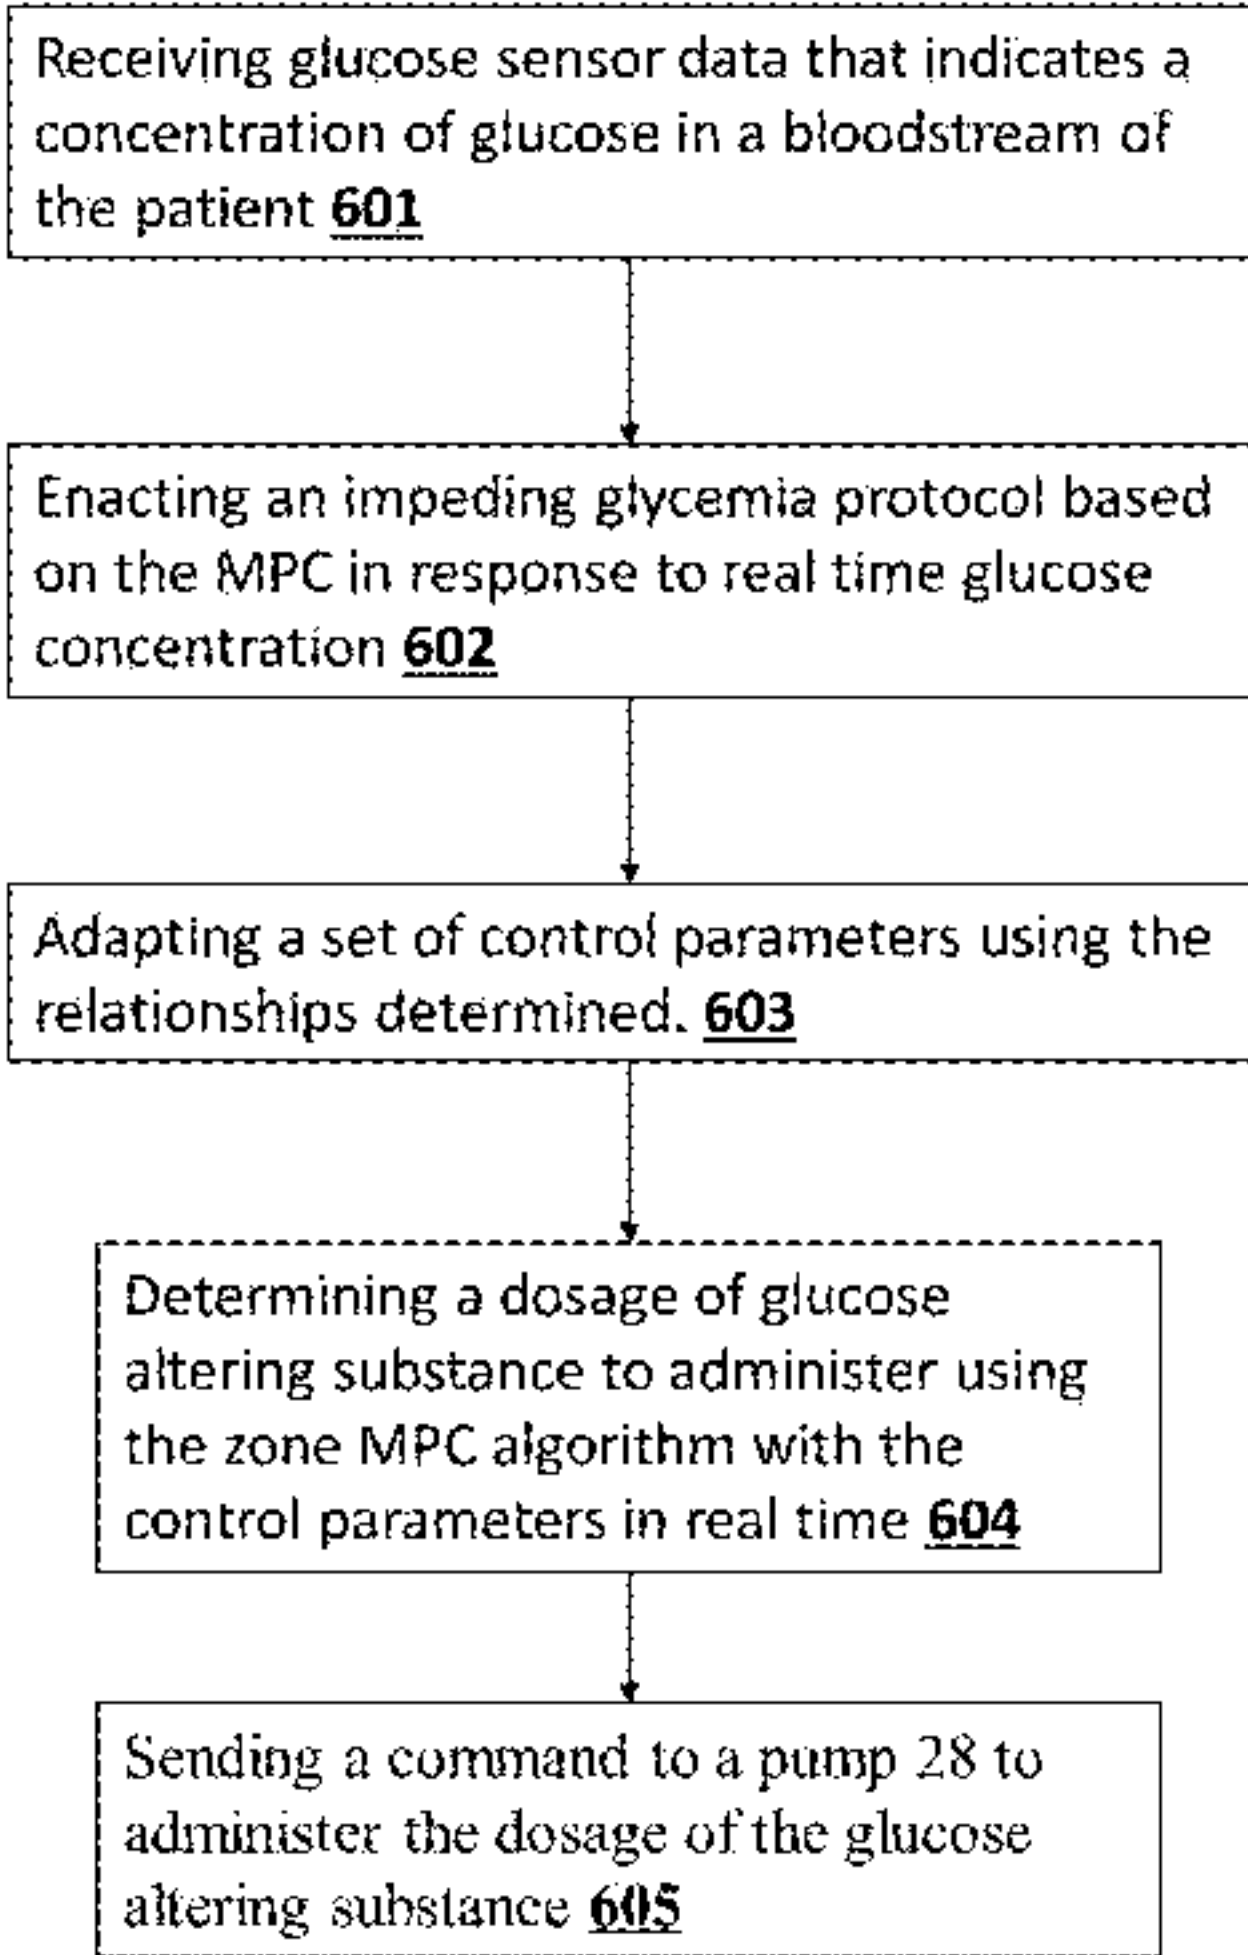 Receiving glucose sensor data that indicates a
concentration of glucose in a bloodstream of
the patient 601
Enacting an impeding glycemia protocol based
on the MPC in response to real time glucose
concentration 602
Adapting a set of control parameters using the
relationships determined. 603
Determining a dosage of glucose
altering substance to administer using
the zone MPC algorithm with the
control parameters in real time 604
Sending a command to a pump 28 to
administer the dosage of the glucose
altering substance 605